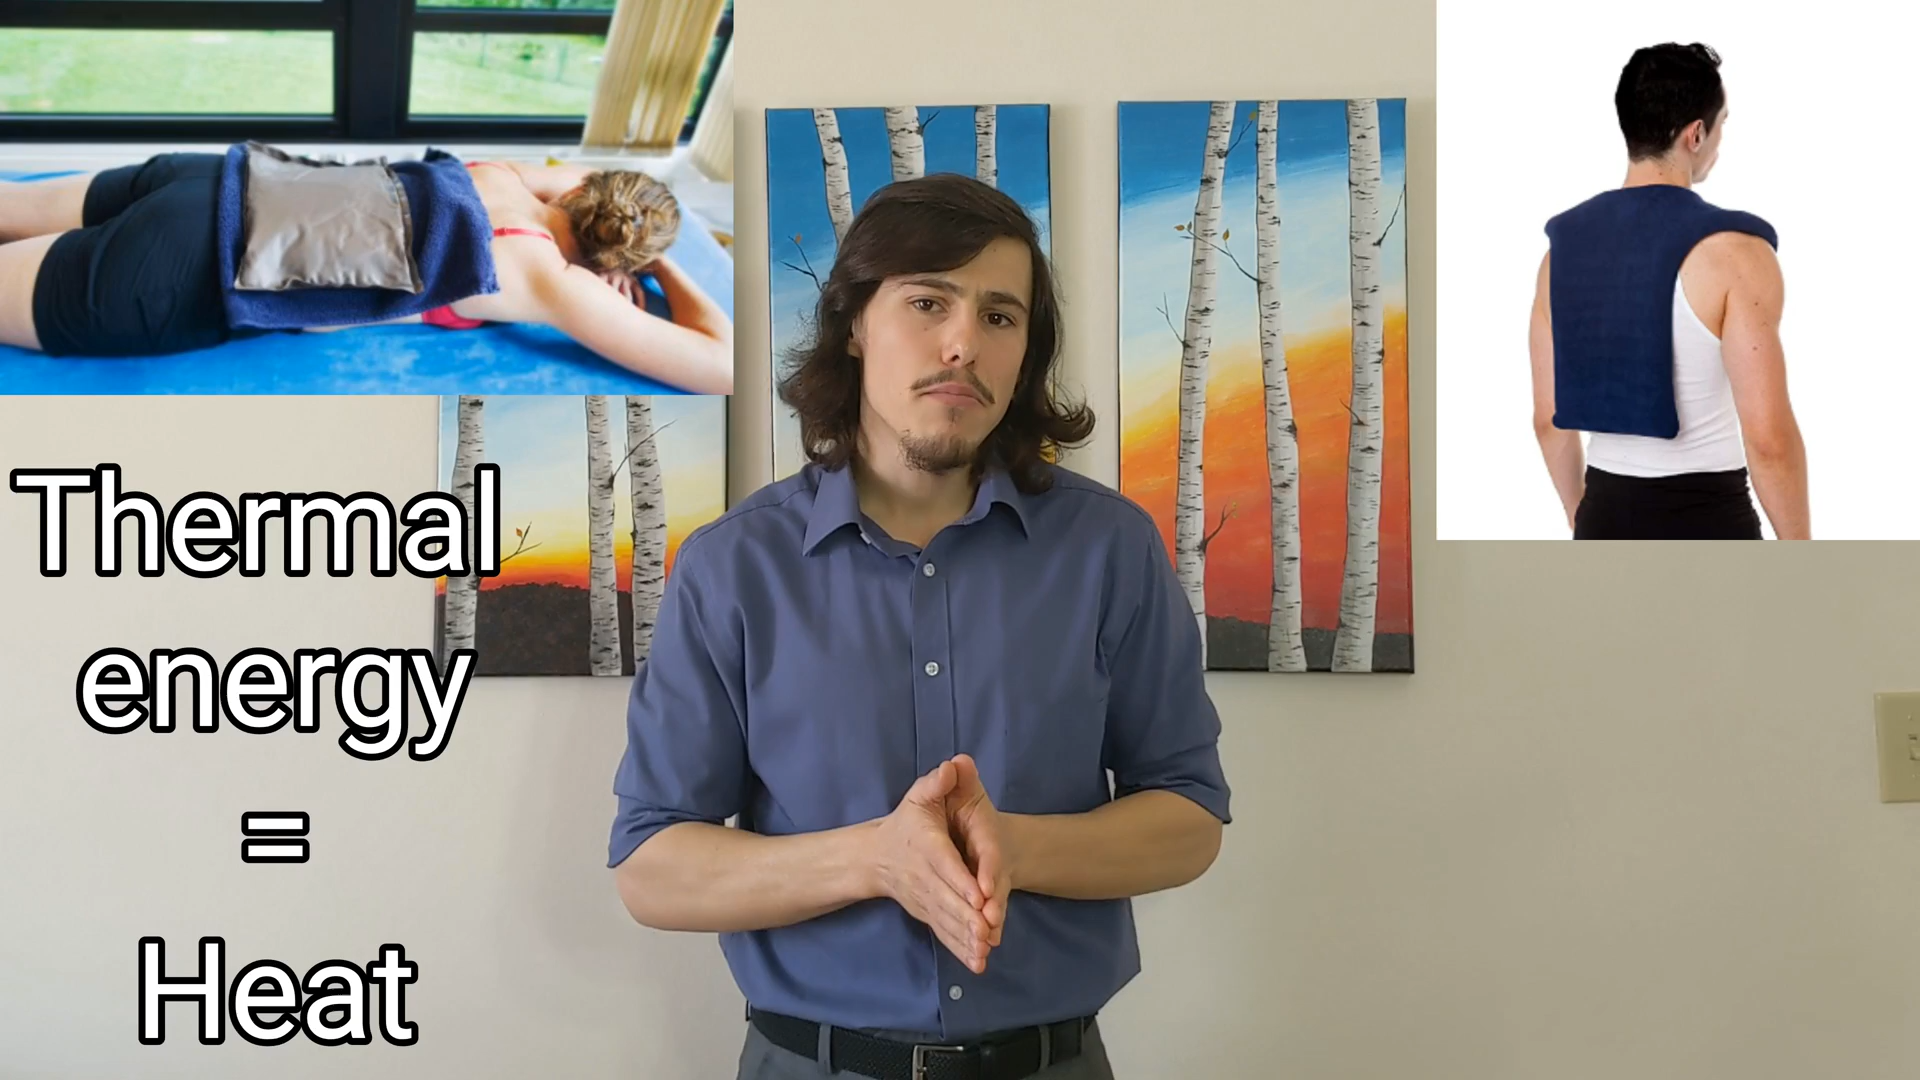 Thermal
energy
=
Heat